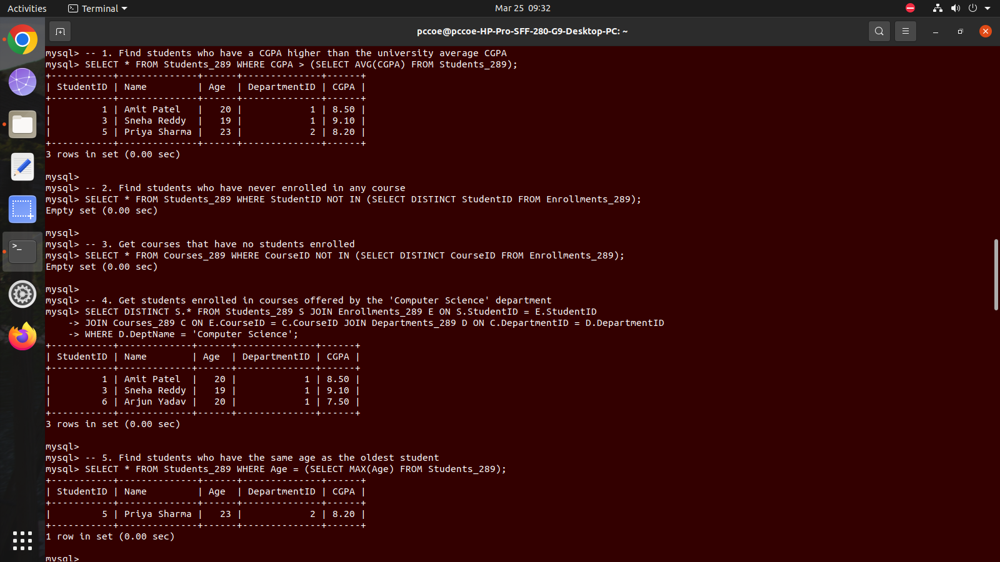 Activities Terminal Mar 25 09:32
pccoe@pccoe-HP-Pro-SFF-280-G9-Desktop-PC: ~
mysql> -- 1. Find students who have a CGPA higher than the university average CGPA
mysql> SELECT * FROM Students_289 WHERE CGPA > (SELECT AVG(CGPA) FROM Students_289);
+-----------+--------------+------+--------------+------+
| StudentID | Name         | Age  | DepartmentID | CGPA |
+-----------+--------------+------+--------------+------+
|         1 | Amit Patel   |   20 |            1 | 8.50 |
|         3 | Sneha Reddy  |   19 |            1 | 9.10 |
|         5 | Priya Sharma |   23 |            2 | 8.20 |
+-----------+--------------+------+--------------+------+
3 rows in set (0.00 sec)
mysql>
mysql> -- 2. Find students who have never enrolled in any course
mysql> SELECT * FROM Students_289 WHERE StudentID NOT IN (SELECT DISTINCT StudentID FROM Enrollments_289);
Empty set (0.00 sec)
mysql>
mysql> -- 3. Get courses that have no students enrolled
mysql> SELECT * FROM Courses_289 WHERE CourseID NOT IN (SELECT DISTINCT CourseID FROM Enrollments_289);
Empty set (0.00 sec)
mysql>
mysql> -- 4. Get students enrolled in courses offered by the 'Computer Science' department
mysql> SELECT DISTINCT S.* FROM Students_289 S JOIN Enrollments_289 E ON S.StudentID = E.StudentID
    -> JOIN Courses_289 C ON E.CourseID = C.CourseID JOIN Departments_289 D ON C.DepartmentID = D.DepartmentID
    -> WHERE D.DeptName = 'Computer Science';
+-----------+-------------+------+--------------+------+
| StudentID | Name        | Age  | DepartmentID | CGPA |
+-----------+-------------+------+--------------+------+
|         1 | Amit Patel  |   20 |            1 | 8.50 |
|         3 | Sneha Reddy |   19 |            1 | 9.10 |
|         6 | Arjun Yadav |   20 |            1 | 7.50 |
+-----------+-------------+------+--------------+------+
3 rows in set (0.00 sec)
mysql>
mysql> -- 5. Find students who have the same age as the oldest student
mysql> SELECT * FROM Students_289 WHERE Age = (SELECT MAX(Age) FROM Students_289);
+-----------+--------------+------+--------------+------+
| StudentID | Name         | Age  | DepartmentID | CGPA |
+-----------+--------------+------+--------------+------+
|         5 | Priya Sharma |   23 |            2 | 8.20 |
+-----------+--------------+------+--------------+------+
1 row in set (0.00 sec)
mysql>